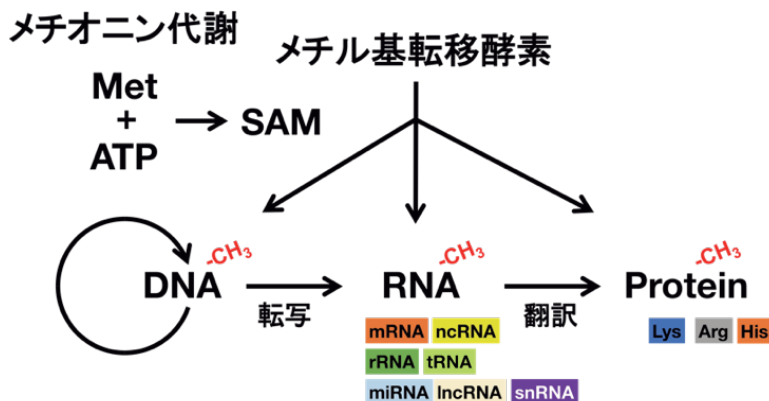 メチオニン代謝
メチル基転移酵素
Met
+
ATP
SAM
DNA
-CH₃
転写
RNA
-CH₃
翻訳
Protein
-CH₃
mRNA ncRNA
rRNA tRNA
miRNA lncRNA snRNA
Lys Arg His